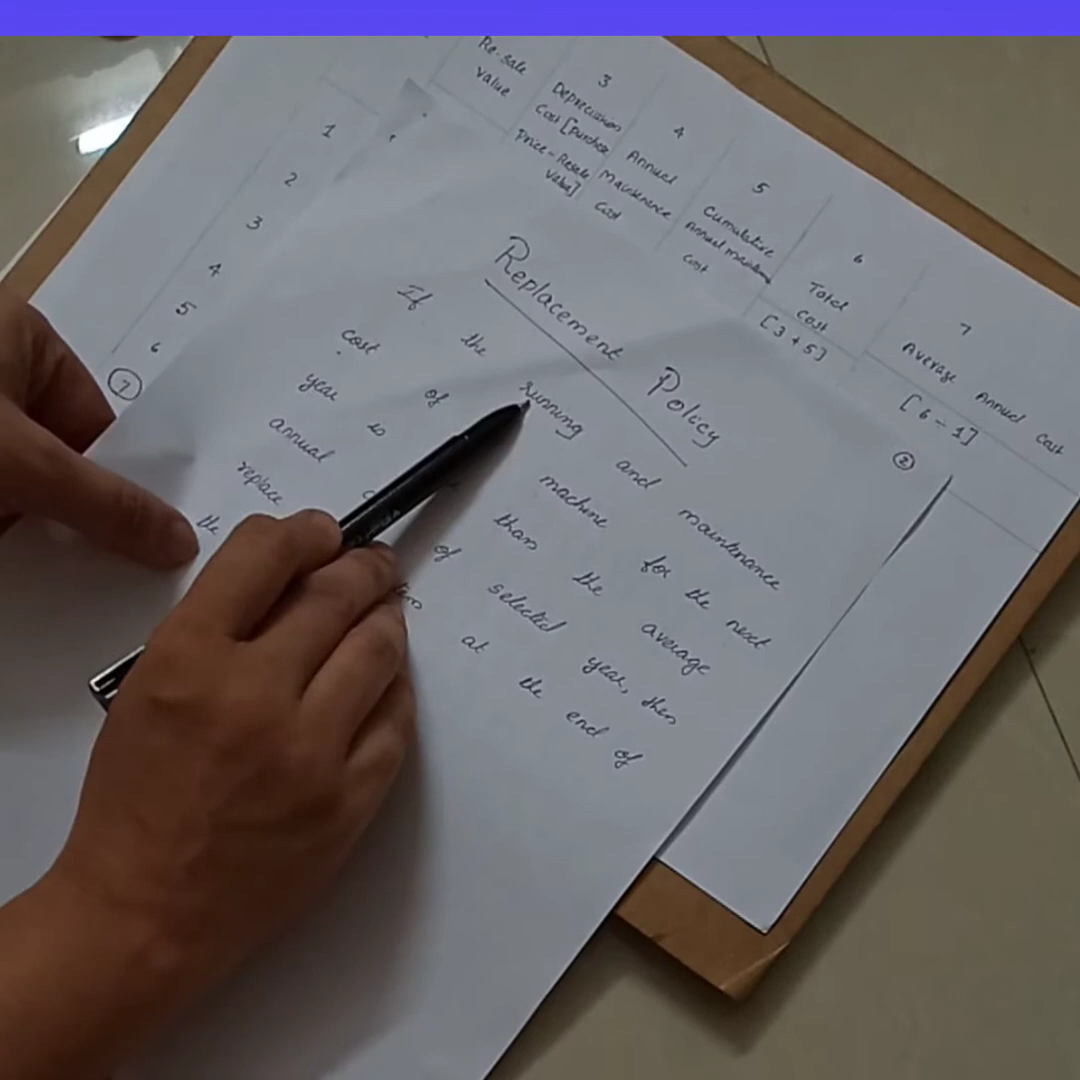 Re-sale
value
3
Depreciation
Cost [Purchase
Price - Resale
value]
4
Annual
Maintenance
Cost
5
Cumulative
Annual
Cost
6
Total
Cost
[3 + 5]
7
Average Annual Cost
[6 ÷ 1]
1
2
3
4
5
6
7
2
Replacement Policy
If the running and maintenance
cost of machine for the next
year is than the average
annual of selected year, then
replace at the end of
the